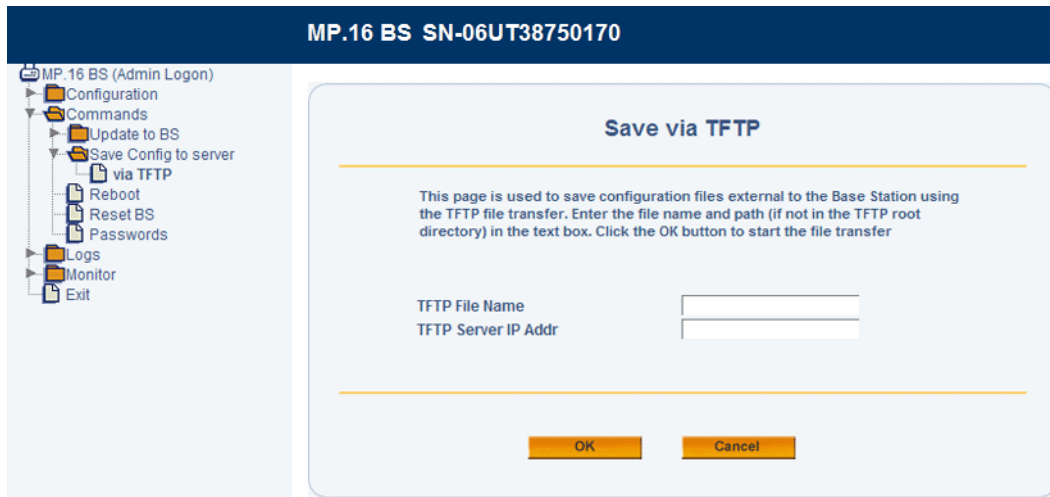 MP.16 BS SN-06UT38750170
MP.16 BS (Admin Logon)
Configuration
Commands
Update to BS
Save Config to server
via TFTP
Reboot
Reset BS
Passwords
Logs
Monitor
Exit
Save via TFTP
This page is used to save configuration files external to the Base Station using
the TFTP file transfer. Enter the file name and path (if not in the TFTP root
directory) in the text box. Click the OK button to start the file transfer
TFTP File Name
TFTP Server IP Addr
OK
Cancel